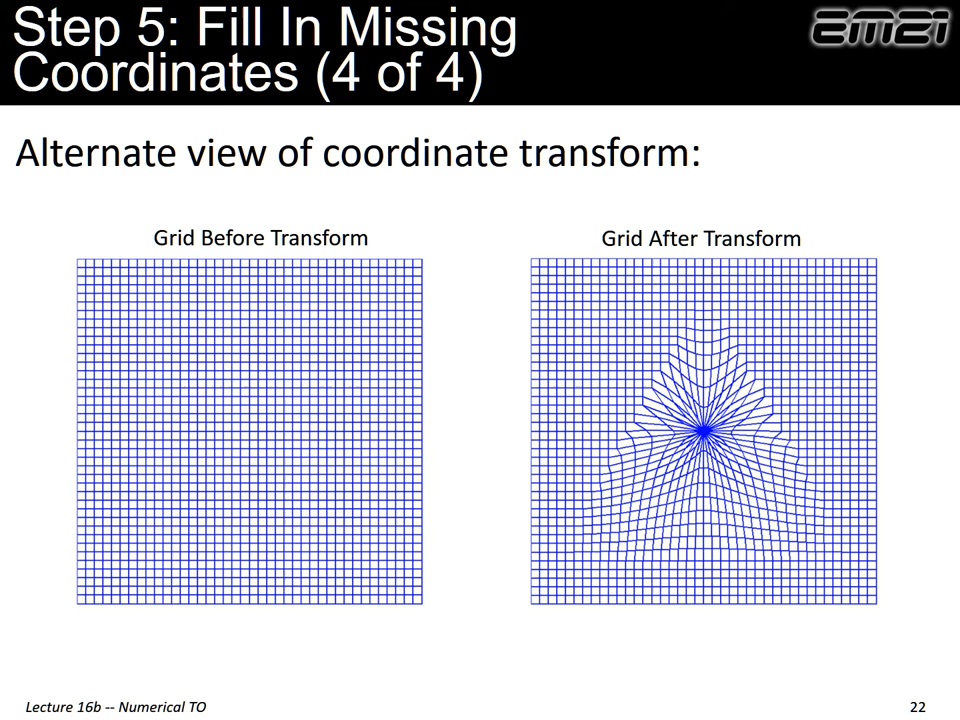 Step 5: Fill In Missing
Coordinates (4 of 4)
EM21
Alternate view of coordinate transform:
Grid Before Transform
Grid After Transform
Lecture 16b -- Numerical TO
22